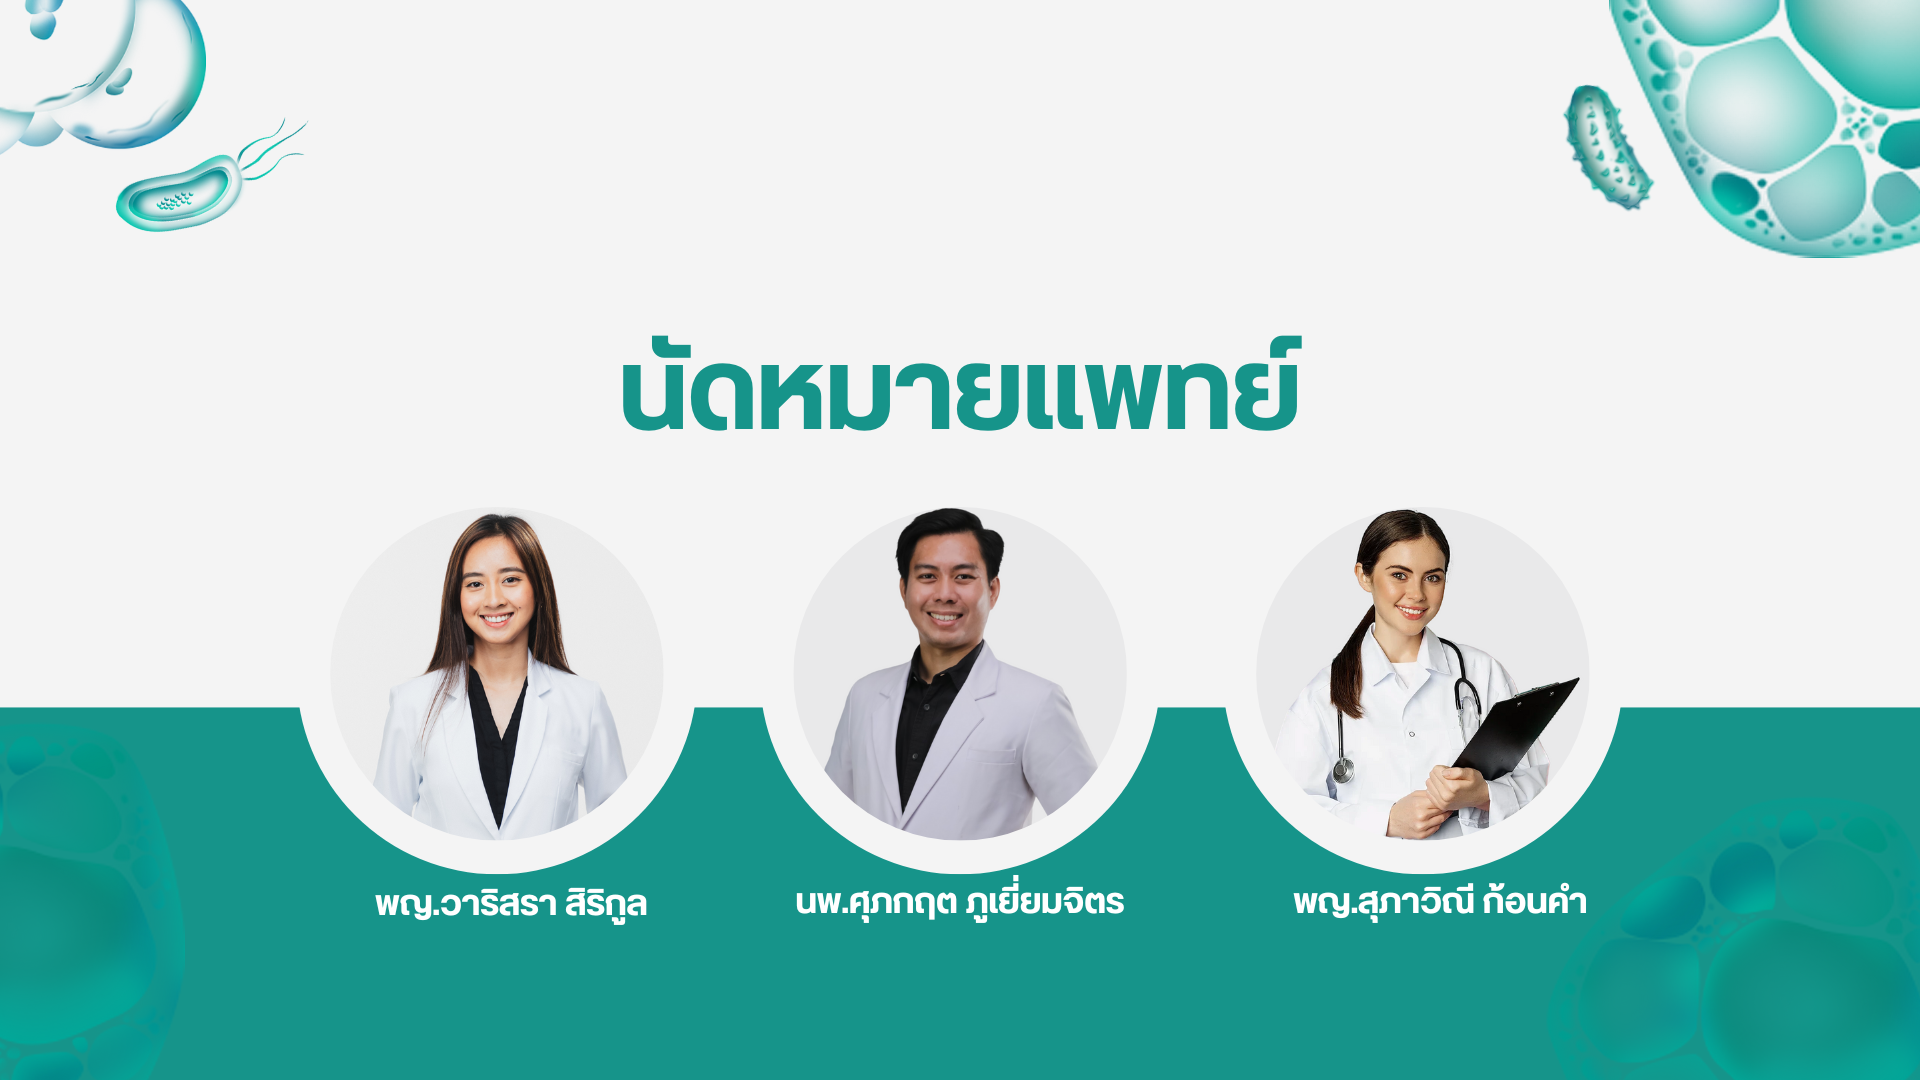 นัดหมายแพทย์
พญ.วาริสรา สิริกูล
นพ.ศุภกฤต ภูเยี่ยมจิตร
พญ.สุภาวิณี ก้อนคำ